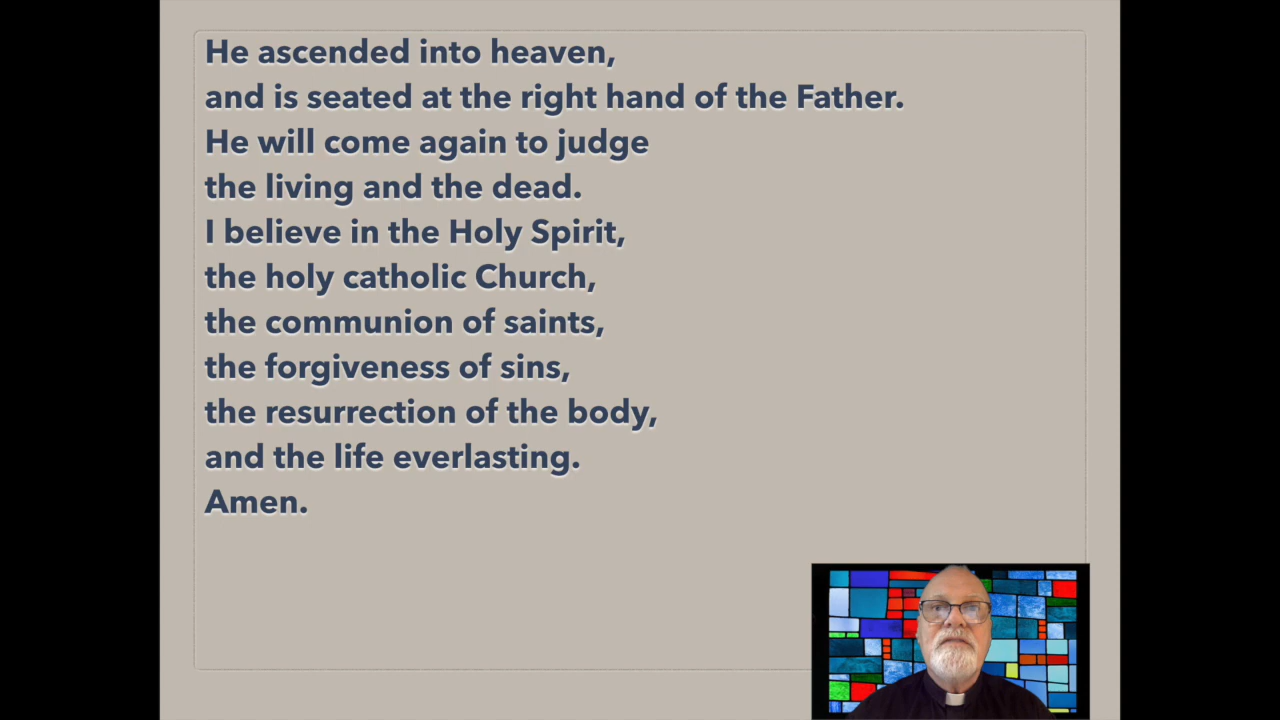 He ascended into heaven,
and is seated at the right hand of the Father.
He will come again to judge
the living and the dead.
I believe in the Holy Spirit,
the holy catholic Church,
the communion of saints,
the forgiveness of sins,
the resurrection of the body,
and the life everlasting.
Amen.